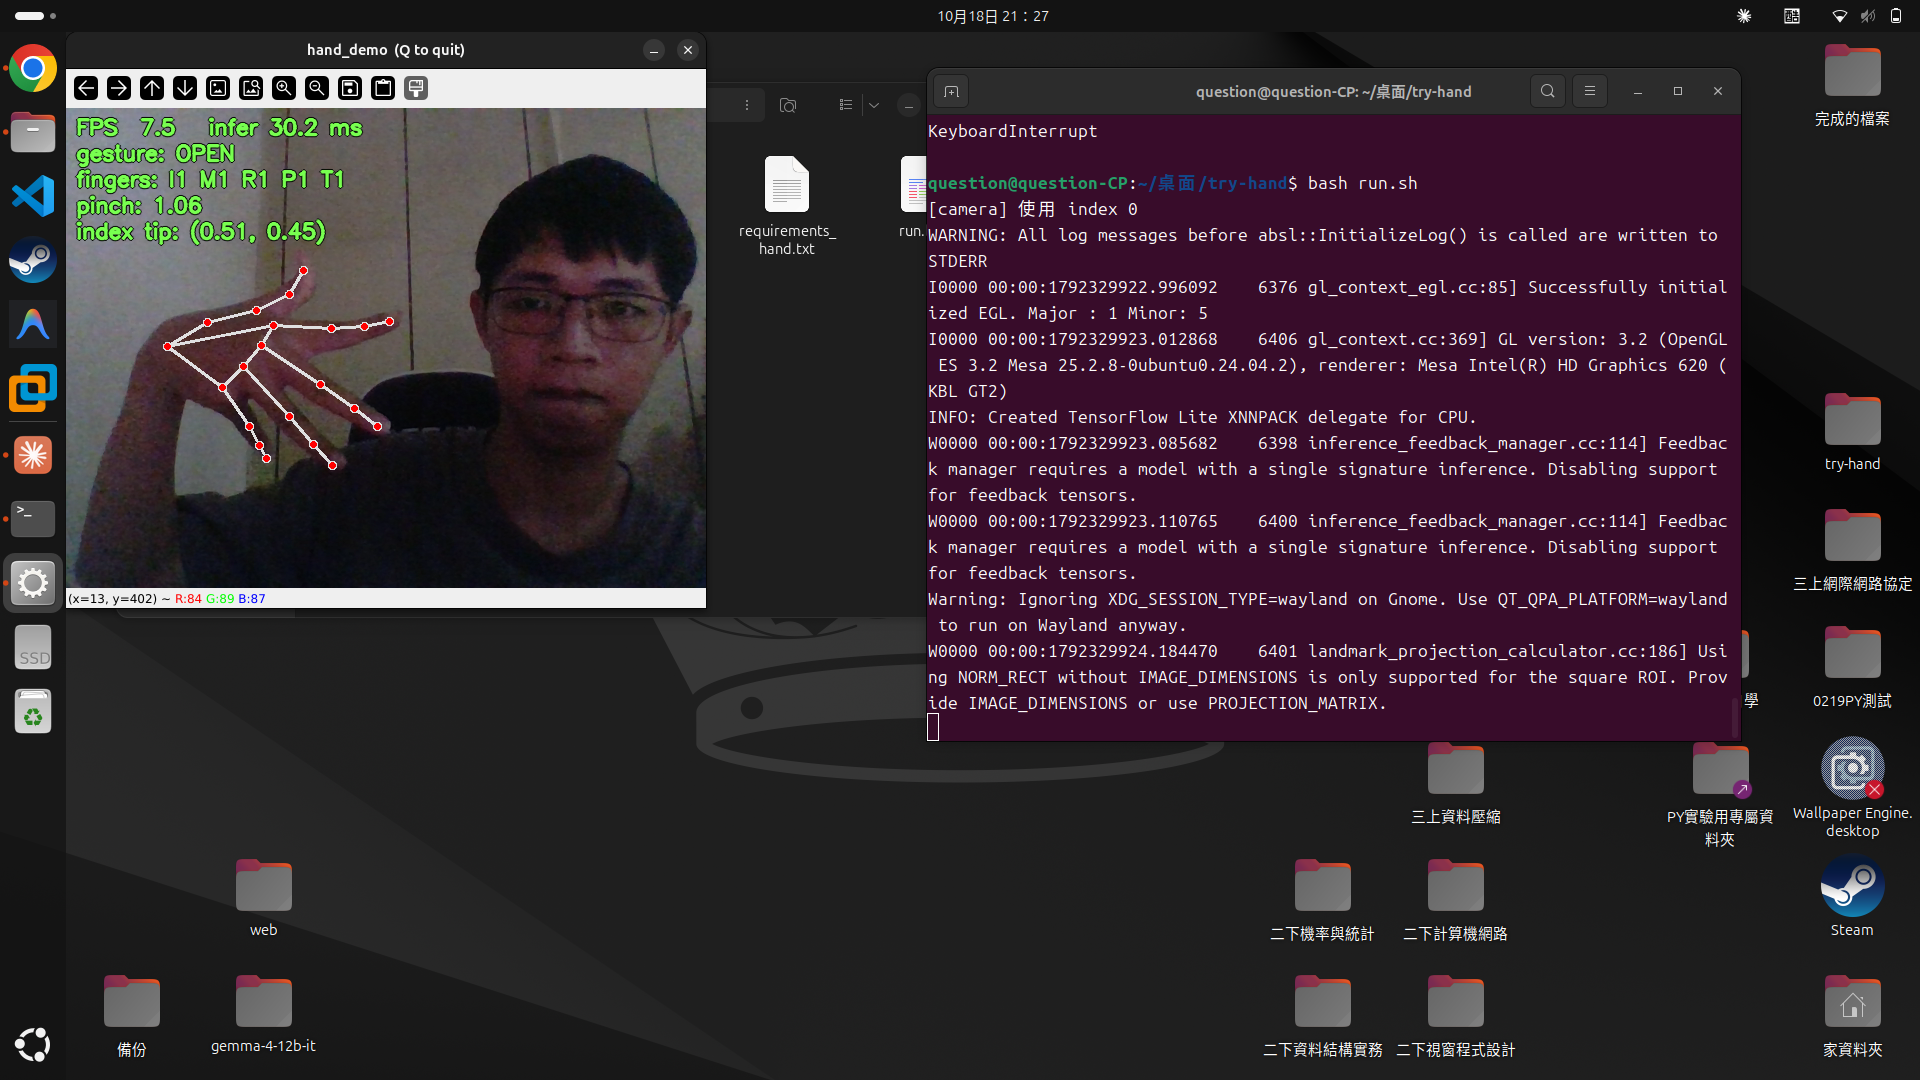 10月18日 21：27
hand_demo (Q to quit)
FPS 7.5 infer 30.2 ms
gesture: OPEN
fingers: I1 M1 R1 P1 T1
pinch: 1.06
index tip: (0.51, 0.45)
(x=13, y=402) ~ R:84 G:89 B:87
requirements_
hand.txt
run.
question@question-CP: ~/桌面/try-hand
KeyboardInterrupt
question@question-CP:~/桌面/try-hand$ bash run.sh
[camera] 使用 index 0
WARNING: All log messages before absl::InitializeLog() is called are written to
STDERR
I0000 00:00:1792329922.996092    6376 gl_context_egl.cc:85] Successfully initial
ized EGL. Major : 1 Minor: 5
I0000 00:00:1792329923.012868    6406 gl_context.cc:369] GL version: 3.2 (OpenGL
 ES 3.2 Mesa 25.2.8-0ubuntu0.24.04.2), renderer: Mesa Intel(R) HD Graphics 620 (
KBL GT2)
INFO: Created TensorFlow Lite XNNPACK delegate for CPU.
W0000 00:00:1792329923.085682    6398 inference_feedback_manager.cc:114] Feedbac
k manager requires a model with a single signature inference. Disabling support
for feedback tensors.
W0000 00:00:1792329923.110765    6400 inference_feedback_manager.cc:114] Feedbac
k manager requires a model with a single signature inference. Disabling support
for feedback tensors.
Warning: Ignoring XDG_SESSION_TYPE=wayland on Gnome. Use QT_QPA_PLATFORM=wayland
 to run on Wayland anyway.
W0000 00:00:1792329924.184470    6401 landmark_projection_calculator.cc:186] Usi
ng NORM_RECT without IMAGE_DIMENSIONS is only supported for the square ROI. Prov
ide IMAGE_DIMENSIONS or use PROJECTION_MATRIX.
完成的檔案
try-hand
三上網際網路協定
學
0219PY測試
三上資料壓縮
PY實驗用專屬資
料夾
Wallpaper Engine.
desktop
SSD
web
二下機率與統計
二下計算機網路
Steam
備份
gemma-4-12b-it
二下資料結構實務
二下視窗程式設計
家資料夾